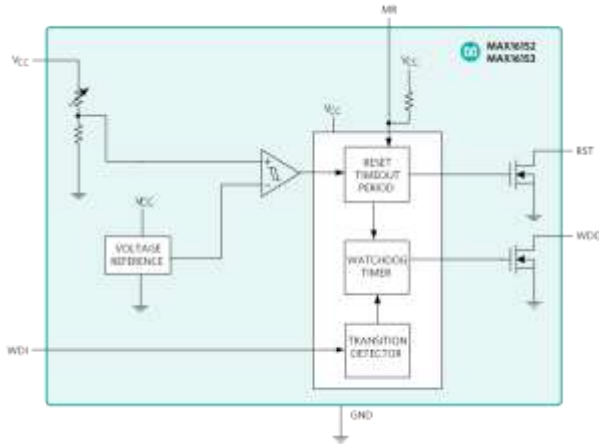 MR
MAX16152
MAX16153
VCC
VCC
VCC
RESET
TIMEOUT
PERIOD
RST
VCC
VOLTAGE
REFERENCE
WATCHDOG
TIMER
WDO
WDI
TRANSITION
DETECTOR
GND